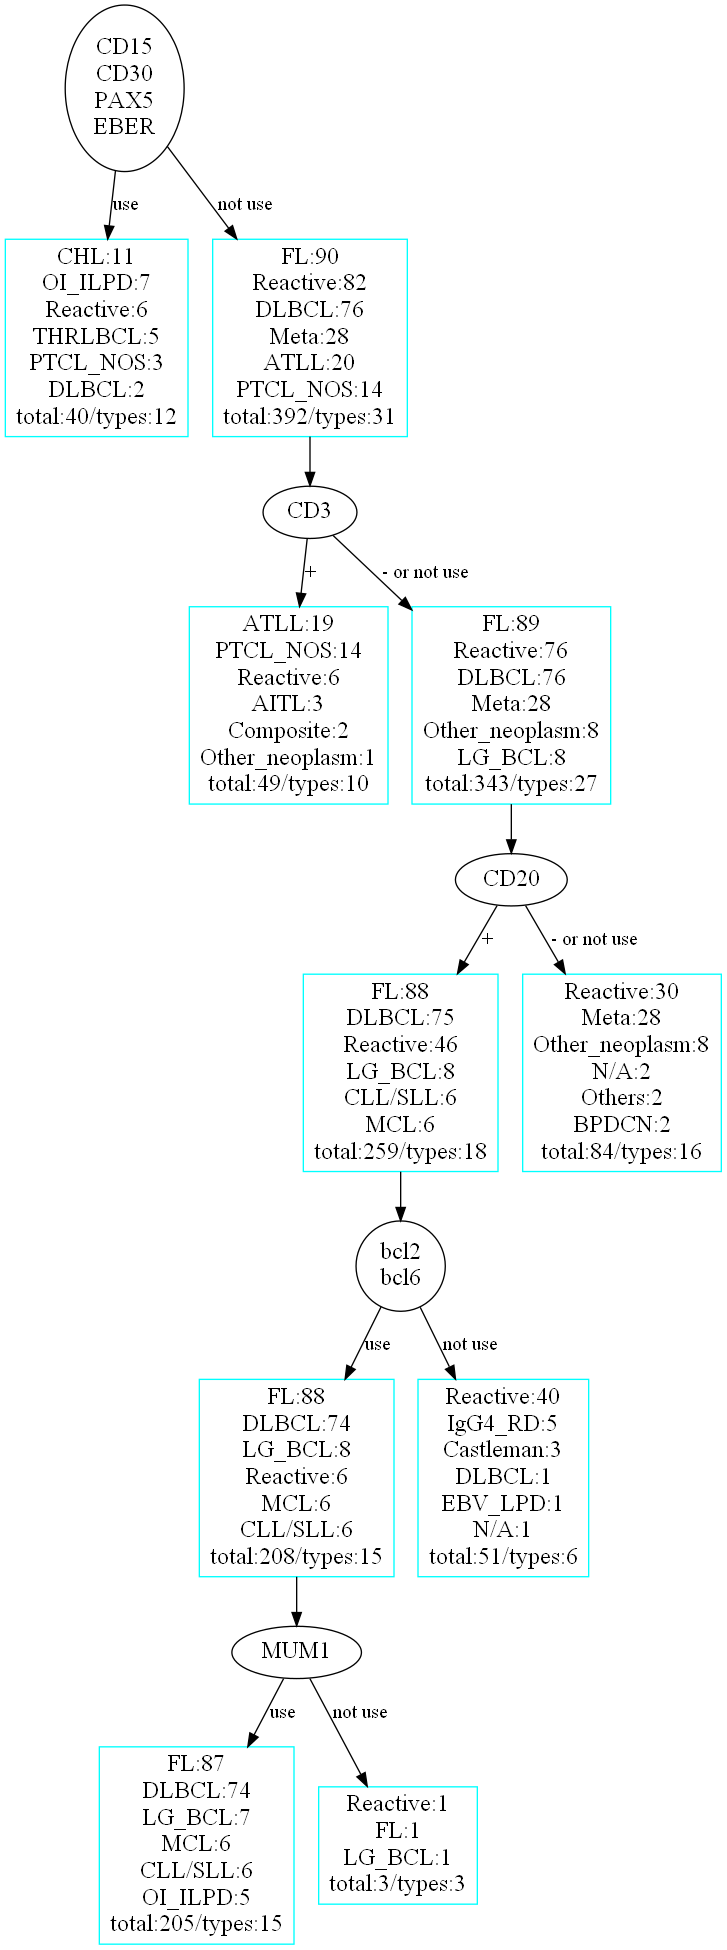 CD15
CD30
PAX5
EBER
use
not use
CHL:11
OI_ILPD:7
Reactive:6
THRLBCL:5
PTCL_NOS:3
DLBCL:2
total:40/types:12
FL:90
Reactive:82
DLBCL:76
Meta:28
ATLL:20
PTCL_NOS:14
total:392/types:31
CD3
+
- or not use
ATLL:19
PTCL_NOS:14
Reactive:6
AITL:3
Composite:2
Other_neoplasm:1
total:49/types:10
FL:89
Reactive:76
DLBCL:76
Meta:28
Other_neoplasm:8
LG_BCL:8
total:343/types:27
CD20
+
- or not use
FL:88
DLBCL:75
Reactive:46
LG_BCL:8
CLL/SLL:6
MCL:6
total:259/types:18
Reactive:30
Meta:28
Other_neoplasm:8
N/A:2
Others:2
BPDCN:2
total:84/types:16
bcl2
bcl6
use
not use
FL:88
DLBCL:74
LG_BCL:8
Reactive:6
MCL:6
CLL/SLL:6
total:208/types:15
Reactive:40
IgG4_RD:5
Castleman:3
DLBCL:1
EBV_LPD:1
N/A:1
total:51/types:6
MUM1
use
not use
FL:87
DLBCL:74
LG_BCL:7
MCL:6
CLL/SLL:6
OI_ILPD:5
total:205/types:15
Reactive:1
FL:1
LG_BCL:1
total:3/types:3